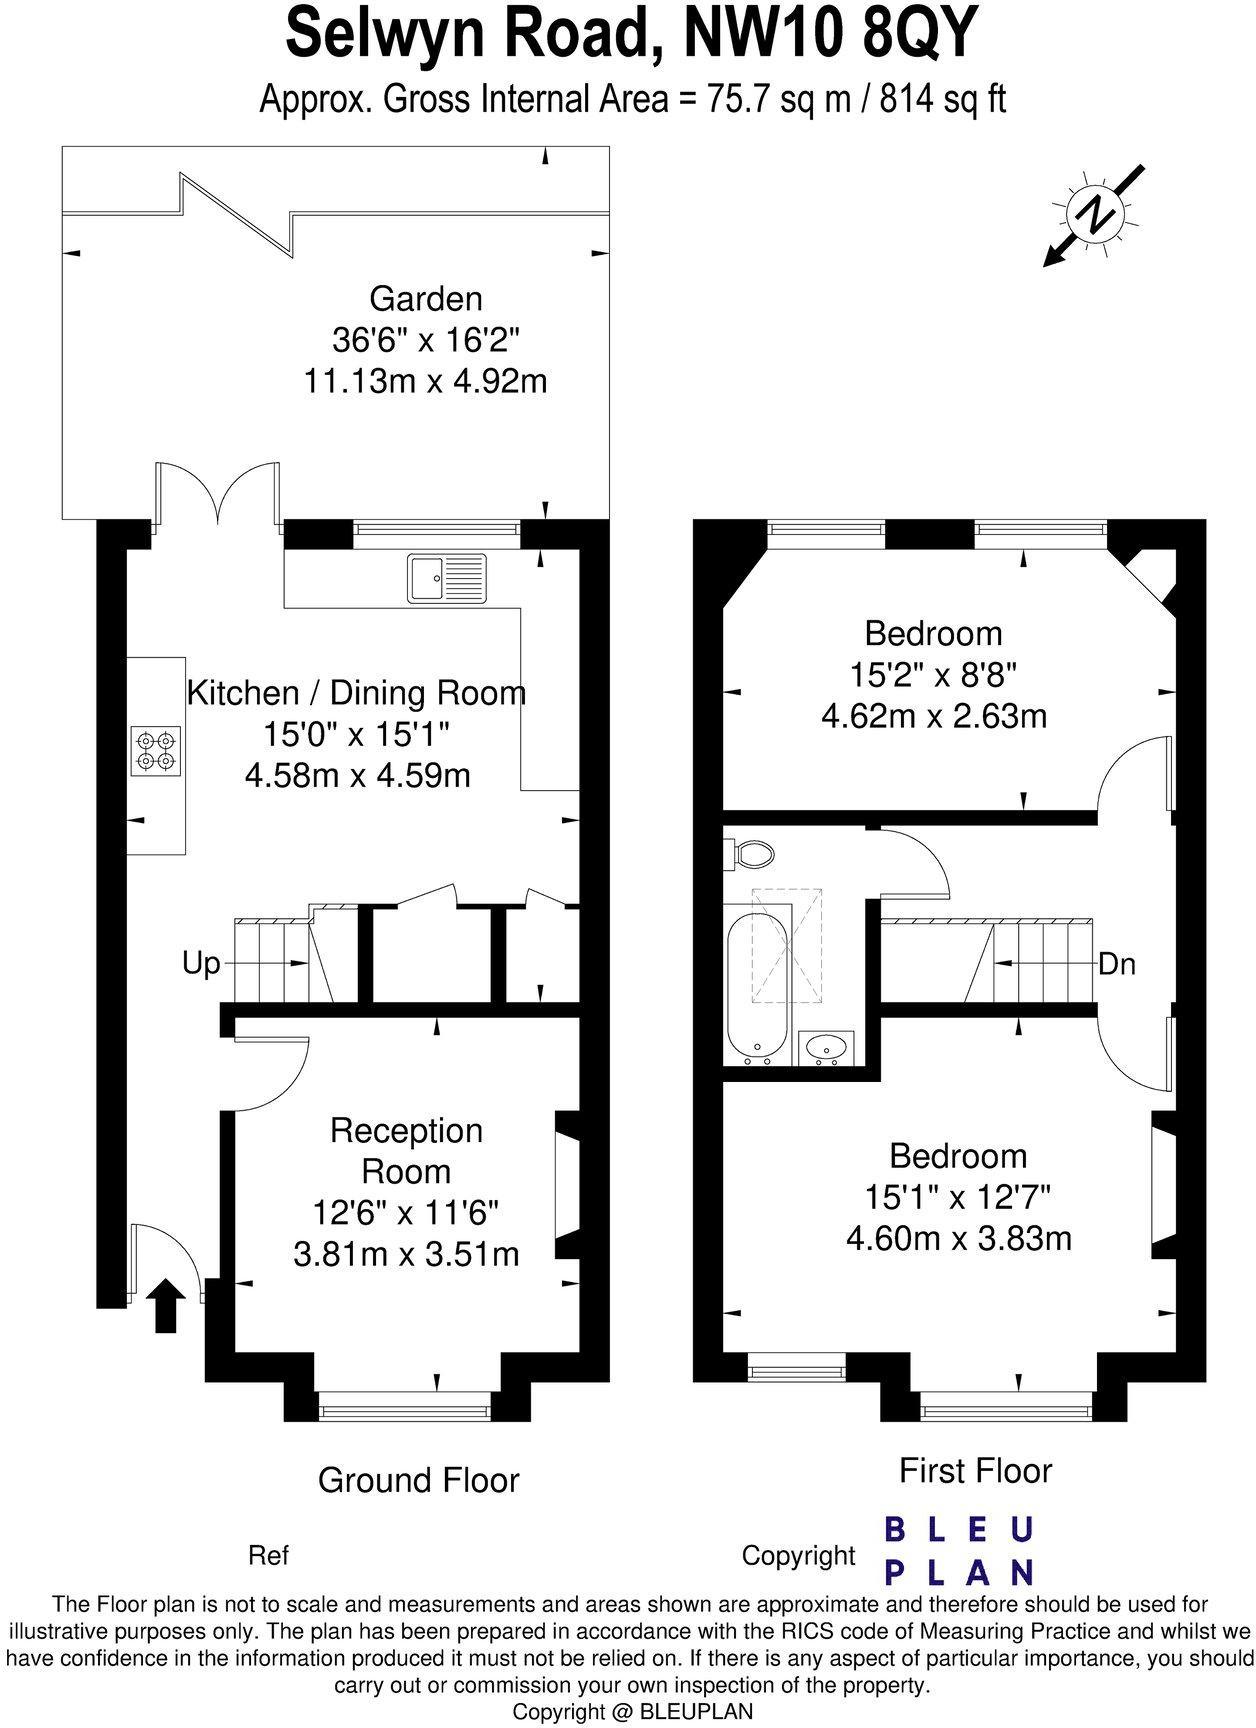 Selwyn Road, NW10 8QY
Approx. Gross Internal Area = 75.7 sq m / 814 sq ft
N
Garden
36'6" x 16'2"
11.13m x 4.92m
Kitchen / Dining Room
15'0" x 15'1"
4.58m x 4.59m
Up
Reception
Room
12'6" x 11'6"
3.81m x 3.51m
Ground Floor
Bedroom
15'2" x 8'8"
4.62m x 2.63m
Dn
Bedroom
15'1" x 12'7"
4.60m x 3.83m
First Floor
Ref
Copyright
BLEU
PLAN
The Floor plan is not to scale and measurements and areas shown are approximate and therefore should be used for
illustrative purposes only. The plan has been prepared in accordance with the RICS code of Measuring Practice and whilst we
have confidence in the information produced it must not be relied on. If there is any aspect of particular importance, you should
carry out or commission your own inspection of the property.
Copyright @ BLEUPLAN